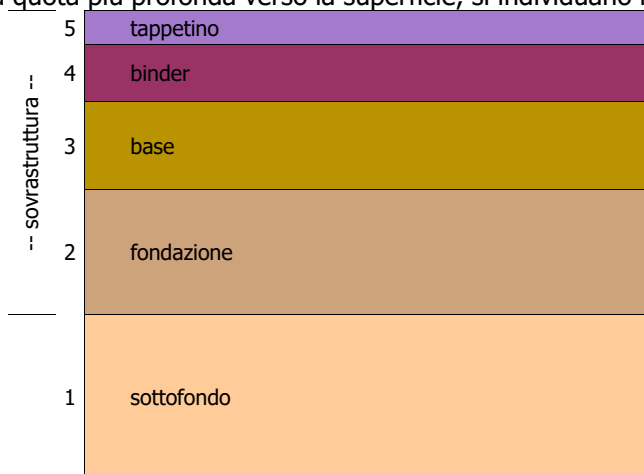 quota più profonda verso la superficie, si individuano
5 tappetino
4 binder
3 base
2 fondazione
1 sottofondo
-- sovrastruttura --